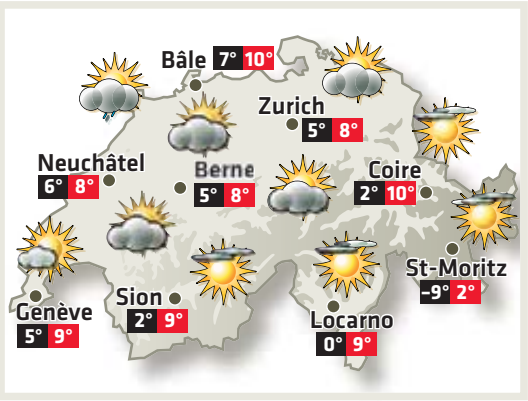 Bâle 7° 10°
Zurich
5° 8°
Neuchâtel
6° 8°
Berne
5° 8°
Coire
2° 10°
St-Moritz
-9° 2°
Genève
5° 9°
Sion
2° 9°
Locarno
0° 9°